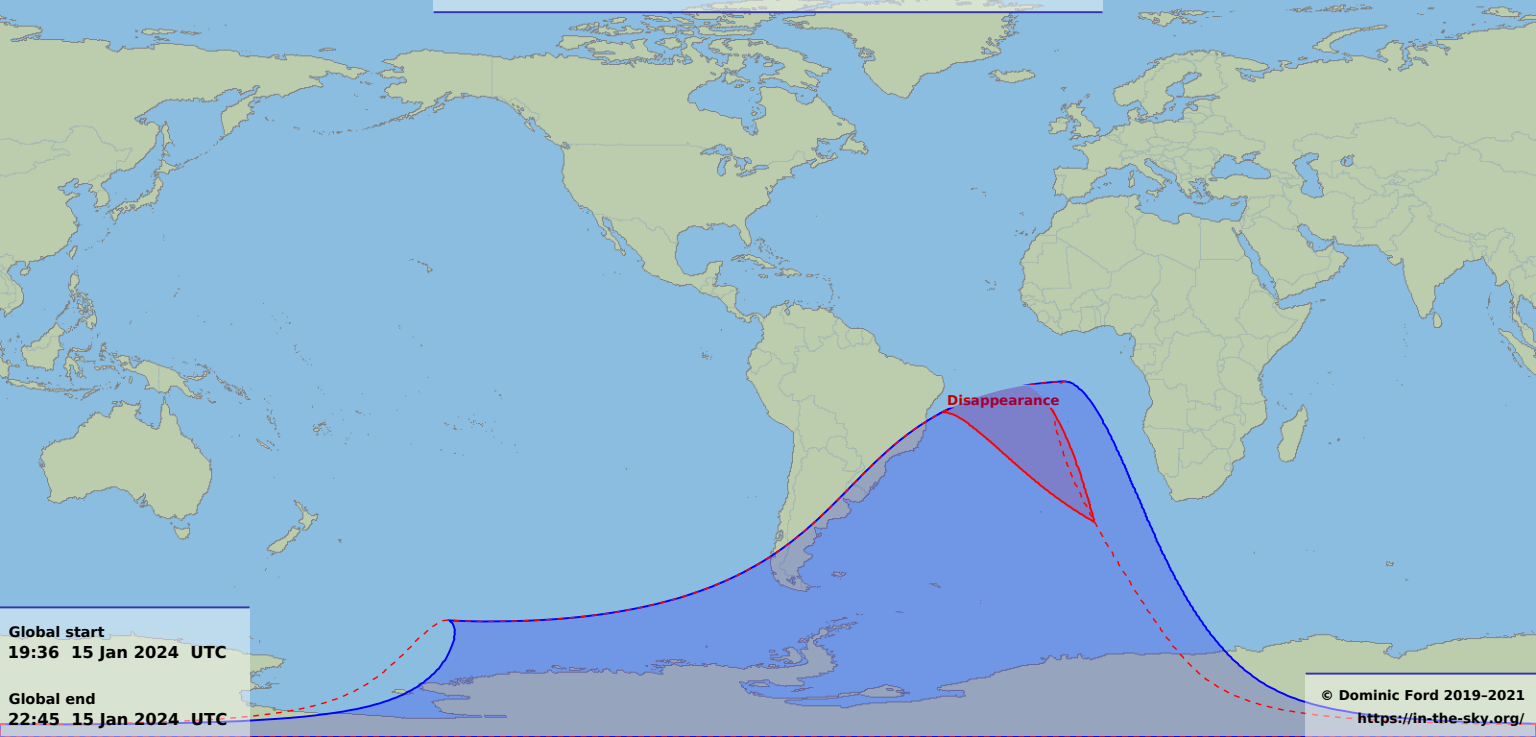 Disappearance
Global start
19:36 15 Jan 2024 UTC
Global end
22:45 15 Jan 2024 UTC
© Dominic Ford 2019–2021
https://in-the-sky.org/